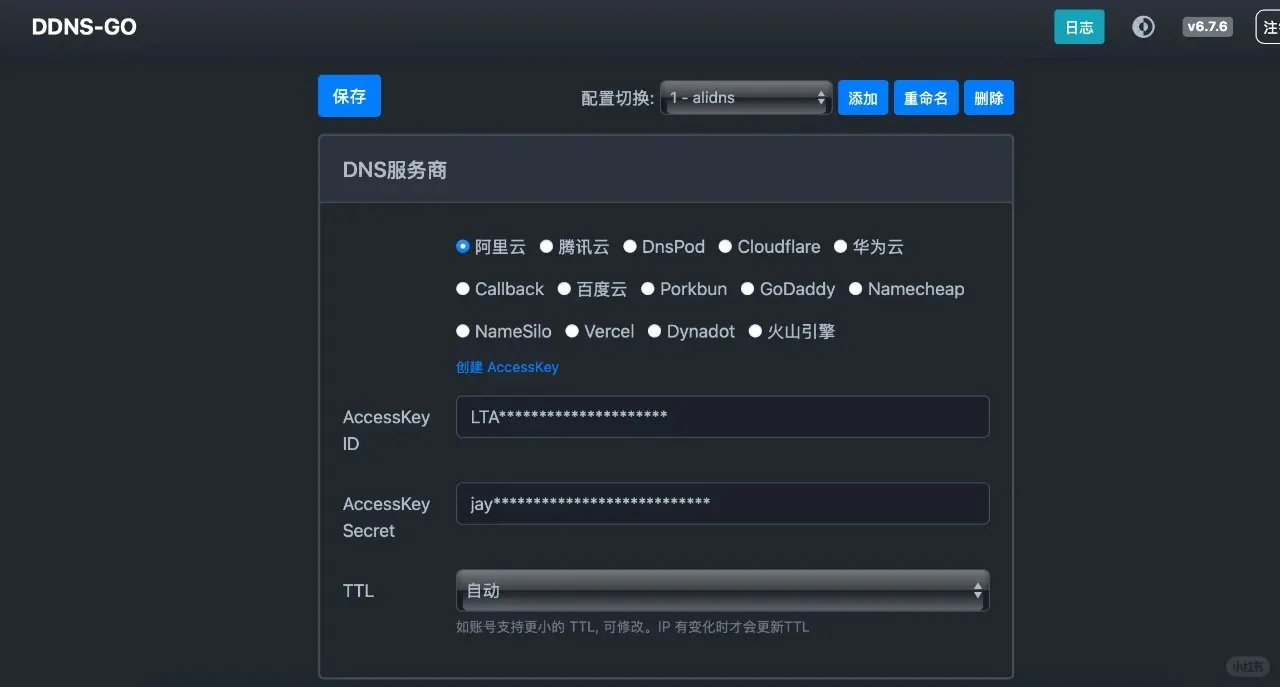 DDNS-GO 日志 v6.7.6
保存 配置切换: 1 - alidns 添加 重命名 删除
DNS服务商
阿里云 腾讯云 DnsPod Cloudflare 华为云
Callback 百度云 Porkbun GoDaddy Namecheap
NameSilo Vercel Dynadot 火山引擎
创建 AccessKey
AccessKey
ID
LTA*********************
AccessKey
Secret
jay***************************
TTL 自动
如账号支持更小的 TTL, 可修改。IP 有变化时才会更新TTL
小红书